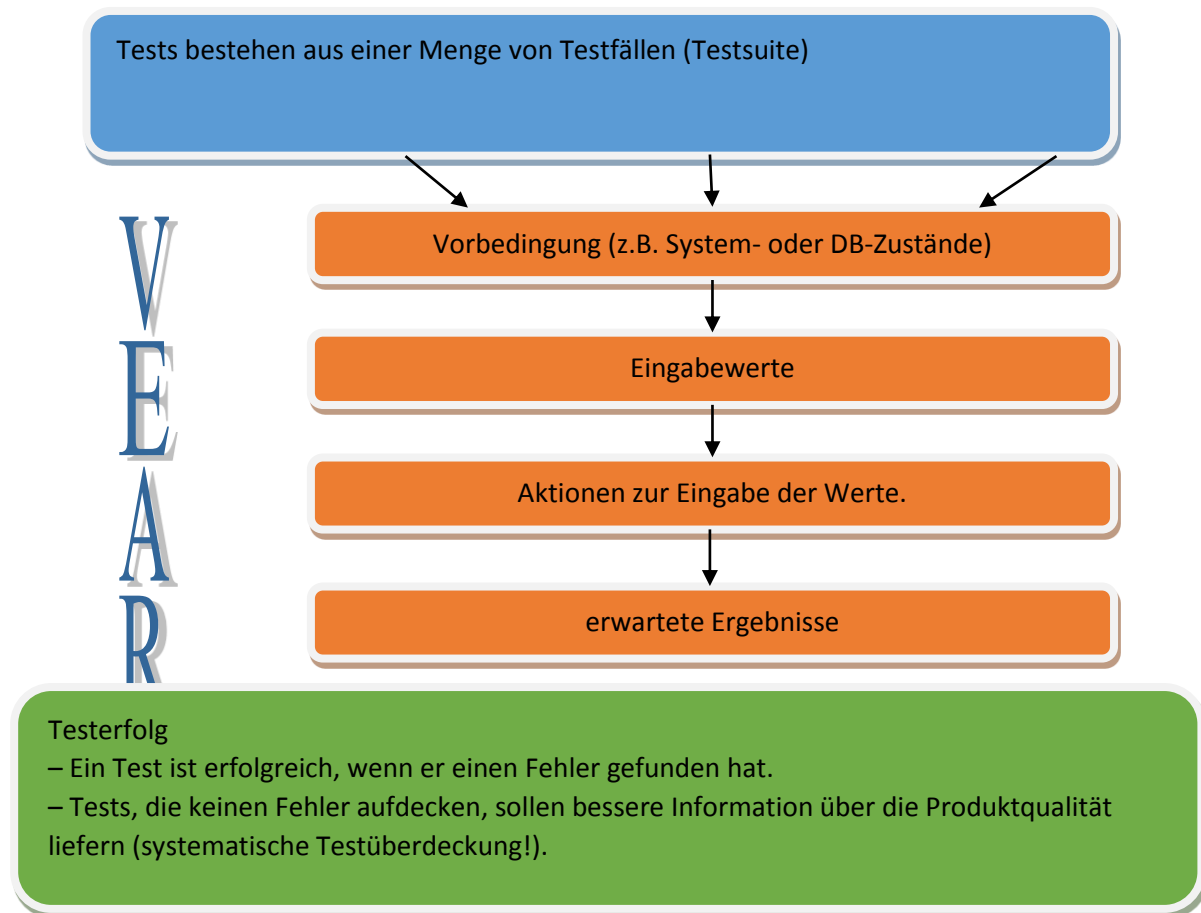 Tests bestehen aus einer Menge von Testfällen (Testsuite)
V
E
A
R
Vorbedingung (z.B. System- oder DB-Zustände)
Eingabewerte
Aktionen zur Eingabe der Werte.
erwartete Ergebnisse
Testerfolg
– Ein Test ist erfolgreich, wenn er einen Fehler gefunden hat.
– Tests, die keinen Fehler aufdecken, sollen bessere Information über die Produktqualität
liefern (systematische Testüberdeckung!).